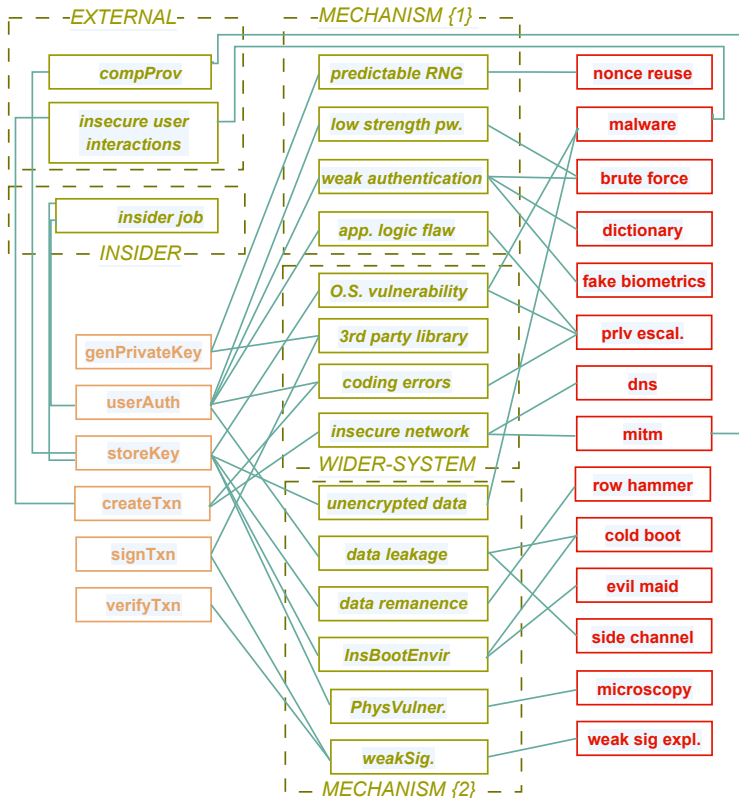 EXTERNAL
compProv
insecure user
interactions
insider job
INSIDER
genPrivateKey
userAuth
storeKey
createTxn
signTxn
verifyTxn
MECHANISM {1}
predictable RNG
low strength pw.
weak authentication
app. logic flaw
O.S. vulnerability
3rd party library
coding errors
insecure network
WIDER-SYSTEM
unencrypted data
data leakage
data remanence
InsBootEnvir
PhysVulner.
weakSig.
MECHANISM {2}
nonce reuse
malware
brute force
dictionary
fake biometrics
prlv escal.
dns
mitm
row hammer
cold boot
evil maid
side channel
microscopy
weak sig expl.